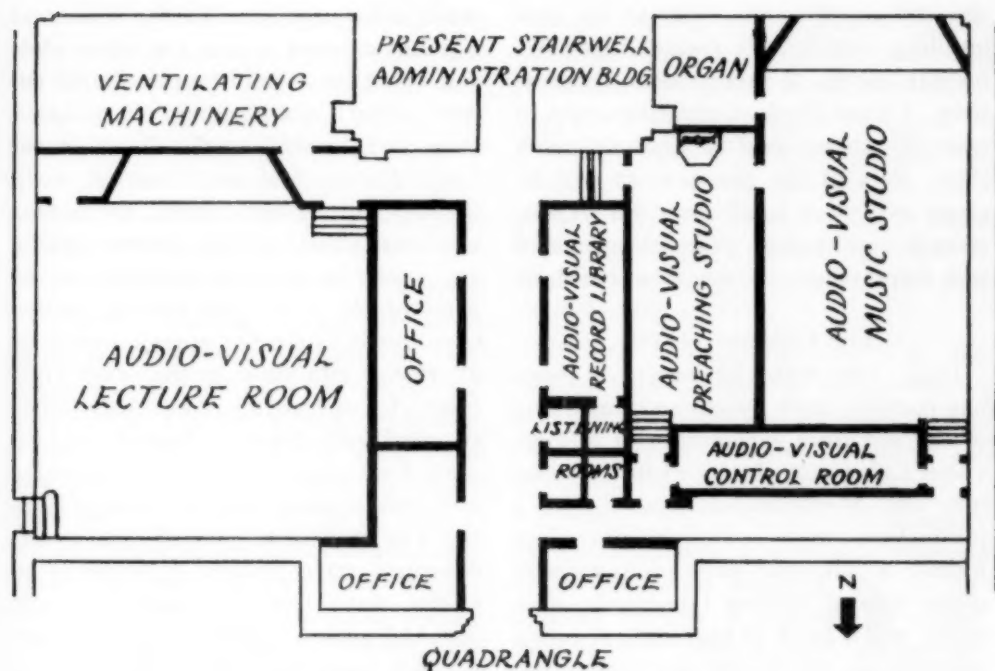 VENTILATING
MACHINERY
PRESENT STAIRWELL
ADMINISTRATION BLDG.
ORGAN
AUDIO-VISUAL
LECTURE ROOM
OFFICE
AUDIO-VISUAL
RECORD LIBRARY
AUDIO-VISUAL
PREACHING STUDIO
AUDIO-VISUAL
MUSIC STUDIO
LISTENING
ROOMS
AUDIO-VISUAL
CONTROL ROOM
OFFICE
OFFICE
N
QUADRANGLE